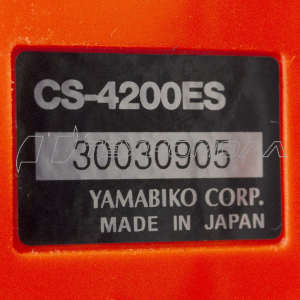 CS-4200ES
30030905
YAMABIKO CORP.
MADE IN JAPAN